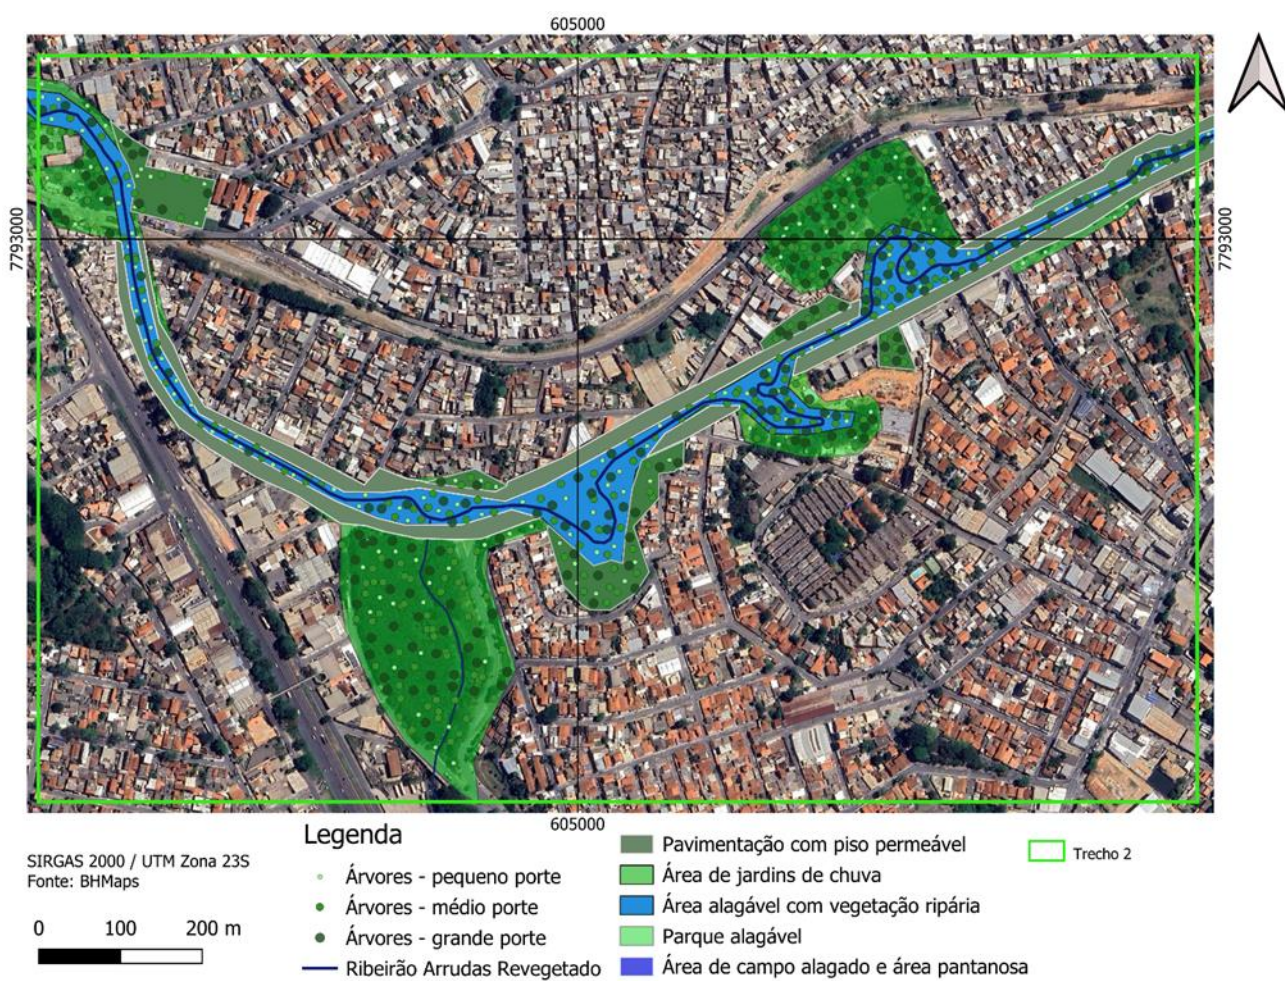 605000
7793000
7793000
605000
SIRGAS 2000 / UTM Zona 23S
Fonte: BHMaps
0 100 200 m
Legenda
Árvores - pequeno porte
Árvores - médio porte
Árvores - grande porte
Ribeirão Arrudas Revegetado
Pavimentação com piso permeável
Área de jardins de chuva
Área alagável com vegetação ripária
Parque alagável
Área de campo alagado e área pantanosa
Trecho 2